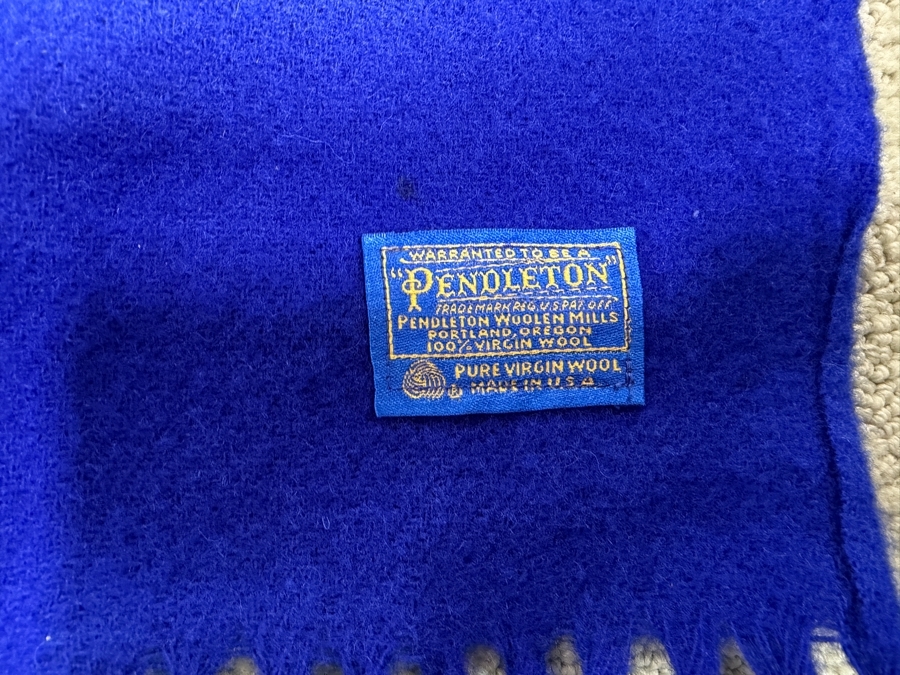 WARRANTED TO BE A
"PENDLETON"
TRADEMARK REG. U.S. PAT. OFF.
PENDLETON WOOLEN MILLS
PORTLAND, OREGON
100% VIRGIN WOOL
PURE VIRGIN WOOL
® MADE IN U.S.A.